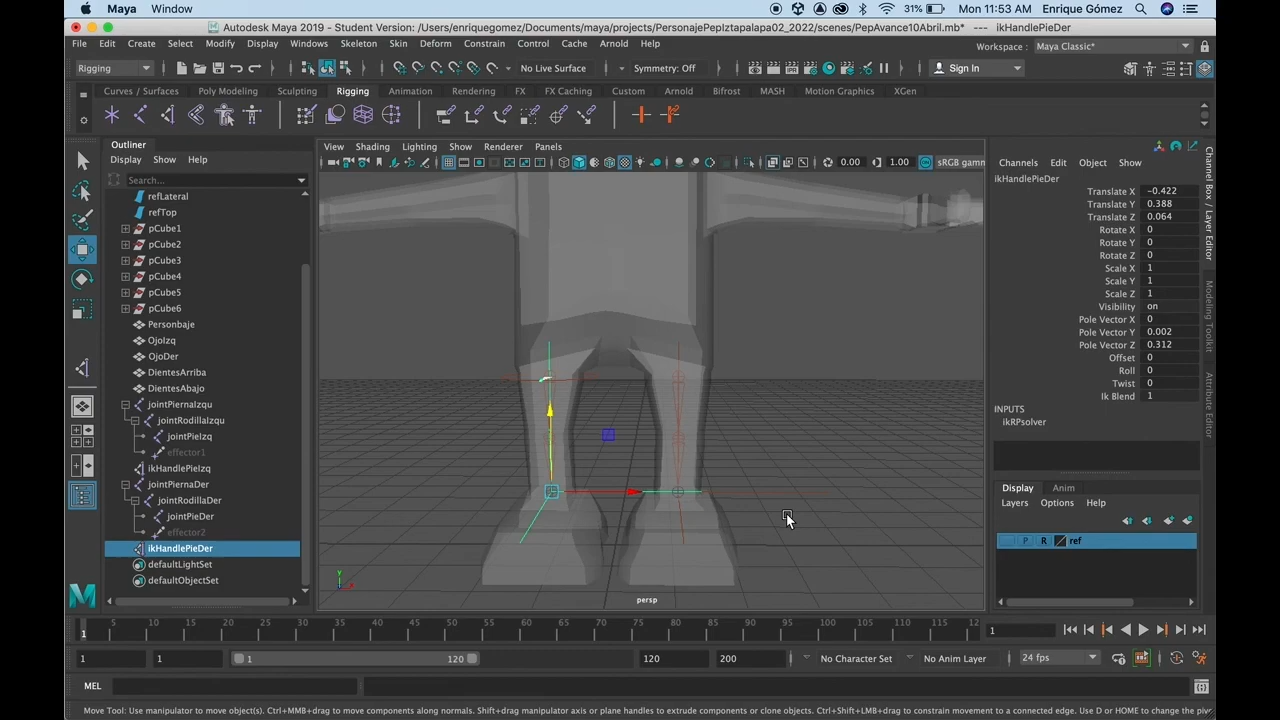 Maya Window 31% Mon 11:53 AM Enrique Gómez
Autodesk Maya 2019 - Student Version: /Users/enriquegomez/Documents/maya/projects/PersonajePepIztapalapa02_2022/scenes/PepAvance10Abril.mb* --- ikHandlePieDer
File Edit Create Select Modify Display Windows Skeleton Skin Deform Constrain Control Cache Arnold Help
Workspace : Maya Classic*
Rigging No Live Surface Symmetry: Off Sign In
Curves / Surfaces Poly Modeling Sculpting Rigging Animation Rendering FX FX Caching Custom Arnold Bifrost MASH Motion Graphics XGen
Outliner
Display Show Help
Search...
refLateral
refTop
pCube1
pCube2
pCube3
pCube4
pCube5
pCube6
Personbaje
OjoIzq
OjoDer
DientesArriba
DientesAbajo
jointPiernaIzqu
jointRodillaIzqu
jointPieIzq
effector1
ikHandlePieIzq
jointPiernaDer
jointRodillaDer
jointPieDer
effector2
ikHandlePieDer
defaultLightSet
defaultObjectSet
View Shading Lighting Show Renderer Panels
0.00 1.00 sRGB gamm
persp
Channels Edit Object Show
ikHandlePieDer
Translate X -0.422
Translate Y 0.388
Translate Z 0.064
Rotate X 0
Rotate Y 0
Rotate Z 0
Scale X 1
Scale Y 1
Scale Z 1
Visibility on
Pole Vector X 0
Pole Vector Y 0.002
Pole Vector Z 0.312
Offset 0
Roll 0
Twist 0
Ik Blend 1
INPUTS
ikRPsolver
Display Anim
Layers Options Help
P R ref
Channel Box / Layer Editor
Modeling Toolkit
Attribute Editor
1 5 10 15 20 25 30 35 40 45 50 55 60 65 70 75 80 85 90 95 100 105 110 115 12
1
1 1 1 120 120 200 No Character Set No Anim Layer 24 fps
MEL
Move Tool: Use manipulator to move object(s). Ctrl+MMB+drag to move components along normals. Shift+drag manipulator axis or plane handles to extrude components or clone objects. Ctrl+Shift+LMB+drag to constrain movement to a connected edge. Use D or HOME to change the piv